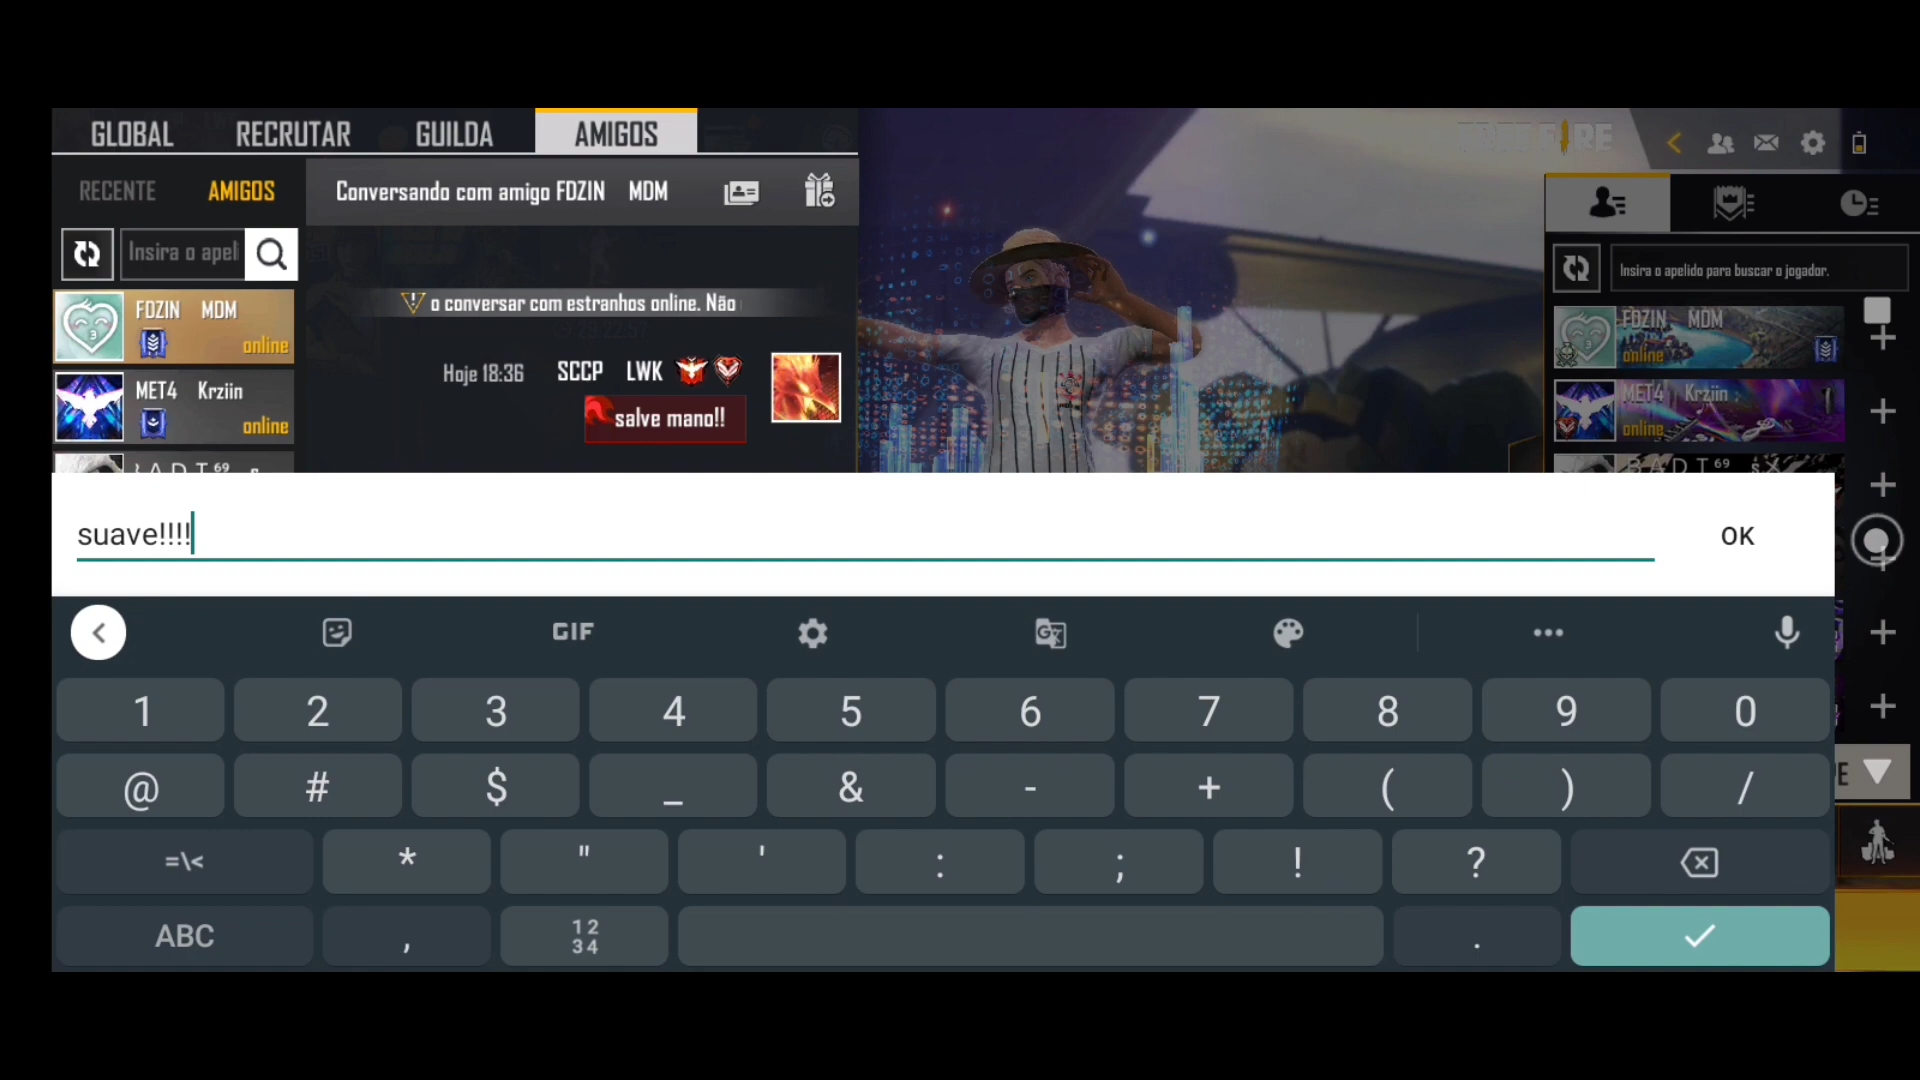 GLOBAL RECRUTAR GUILDA AMIGOS
RECENTE AMIGOS
Conversando com amigo FDZIN MDM
Insira o apel
FDZIN MDM
online
MET4 Krziin
online
o conversar com estranhos online. Não
Hoje 18:36 SCCP LWK
salve mano!!
FREE FIRE
Insira o apelido para buscar o jogador.
FDZIN MDM
online
MET4 Krziin
online
BADT69
suave!!!!
OK
GIF
1 2 3 4 5 6 7 8 9 0
@ # $ _ & - + ( ) /
=\< * " ' : ; ! ?
ABC , 12 34 .